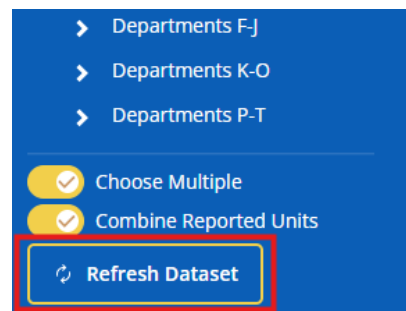 Departments F-J
Departments K-O
Departments P-T
Choose Multiple
Combine Reported Units
Refresh Dataset